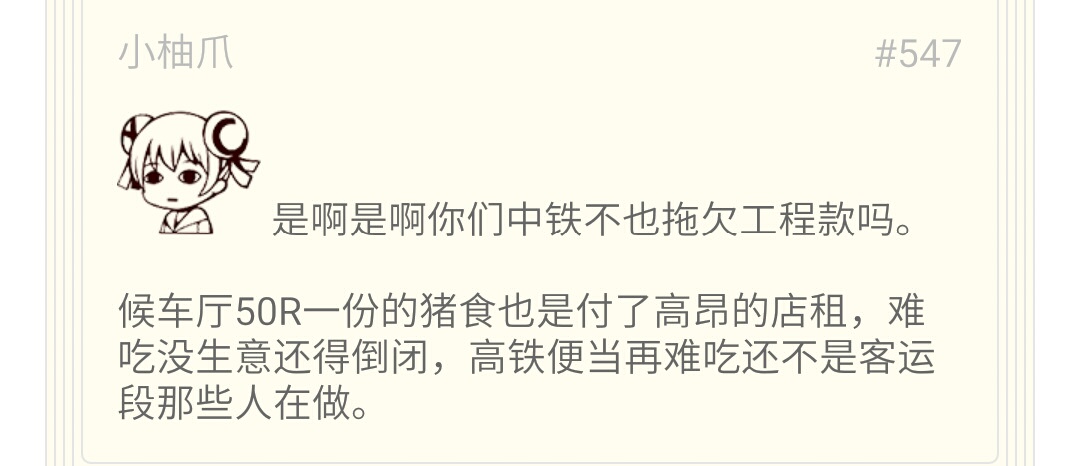 小柚爪 #547
是啊是啊你们中铁不也拖欠工程款吗。
候车厅50R一份的猪食也是付了高昂的店租，难
吃没生意还得倒闭，高铁便当再难吃还不是客运
段那些人在做。